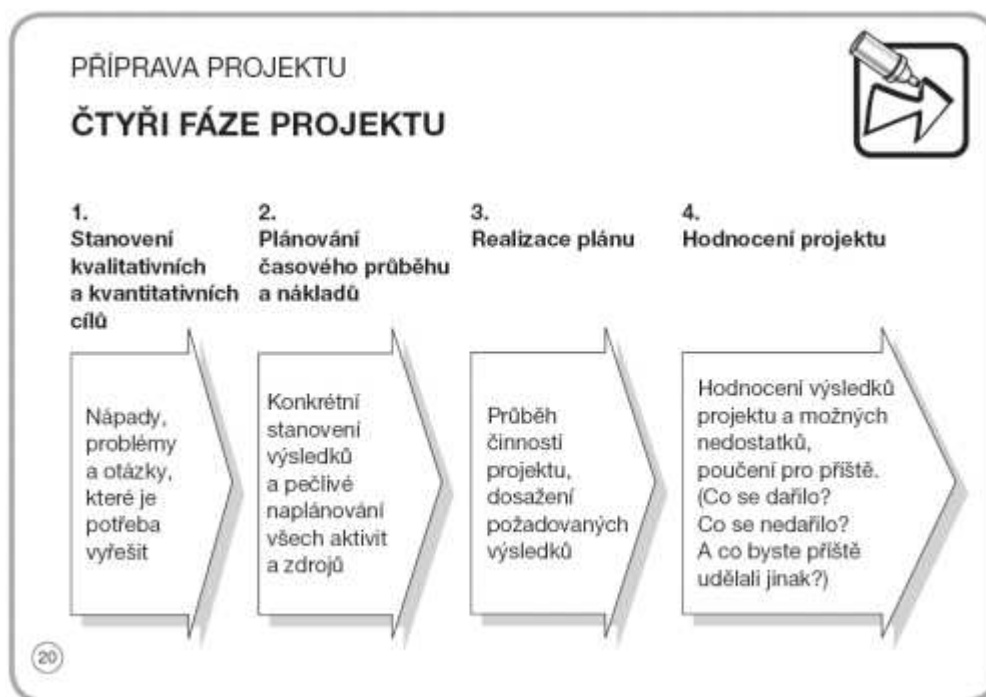 PŘÍPRAVA PROJEKTU
ČTYŘI FÁZE PROJEKTU
1.
Stanovení
kvalitativních
a kvantitativních
cílů
2.
Plánování
časového průběhu
a nákladů
3.
Realizace plánu
4.
Hodnocení projektu
Nápady,
problémy
a otázky,
které je
potřeba
vyřešit
Konkrétní
stanovení
výsledků
a pečlivé
naplánování
všech aktivit
a zdrojů
Průběh
činností
projektu,
dosažení
požadovaných
výsledků
Hodnocení výsledků
projektu a možných
nedostatků,
poučení pro příště.
(Co se dařilo?
Co se nedařilo?
A co byste příště
udělali jinak?)
20